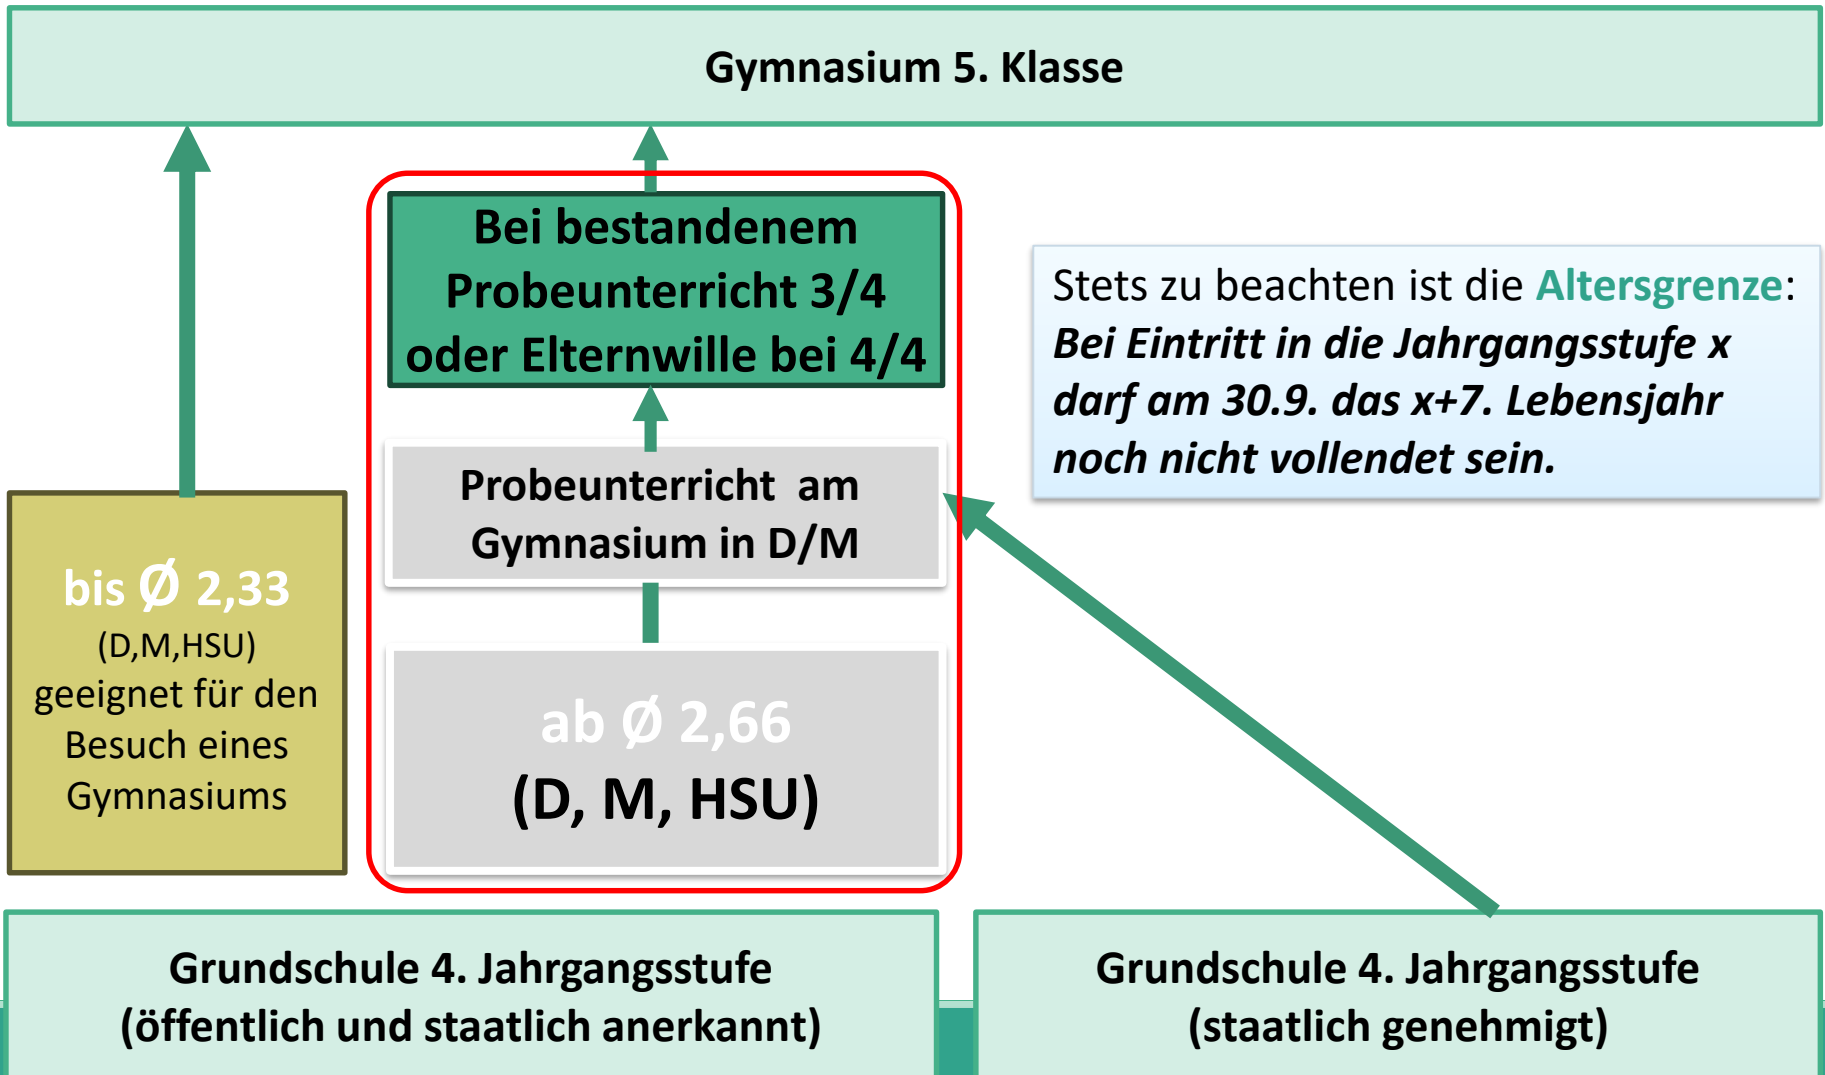 Gymnasium 5. Klasse
Bei bestandenem
Probeunterricht 3/4
oder Elternwille bei 4/4
Stets zu beachten ist die Altersgrenze:
Bei Eintritt in die Jahrgangsstufe x
darf am 30.9. das x+7. Lebensjahr
noch nicht vollendet sein.
Probeunterricht am
Gymnasium in D/M
bis Ø 2,33
(D,M,HSU)
geeignet für den
Besuch eines
Gymnasiums
ab Ø 2,66
(D, M, HSU)
Grundschule 4. Jahrgangsstufe
(öffentlich und staatlich anerkannt)
Grundschule 4. Jahrgangsstufe
(staatlich genehmigt)